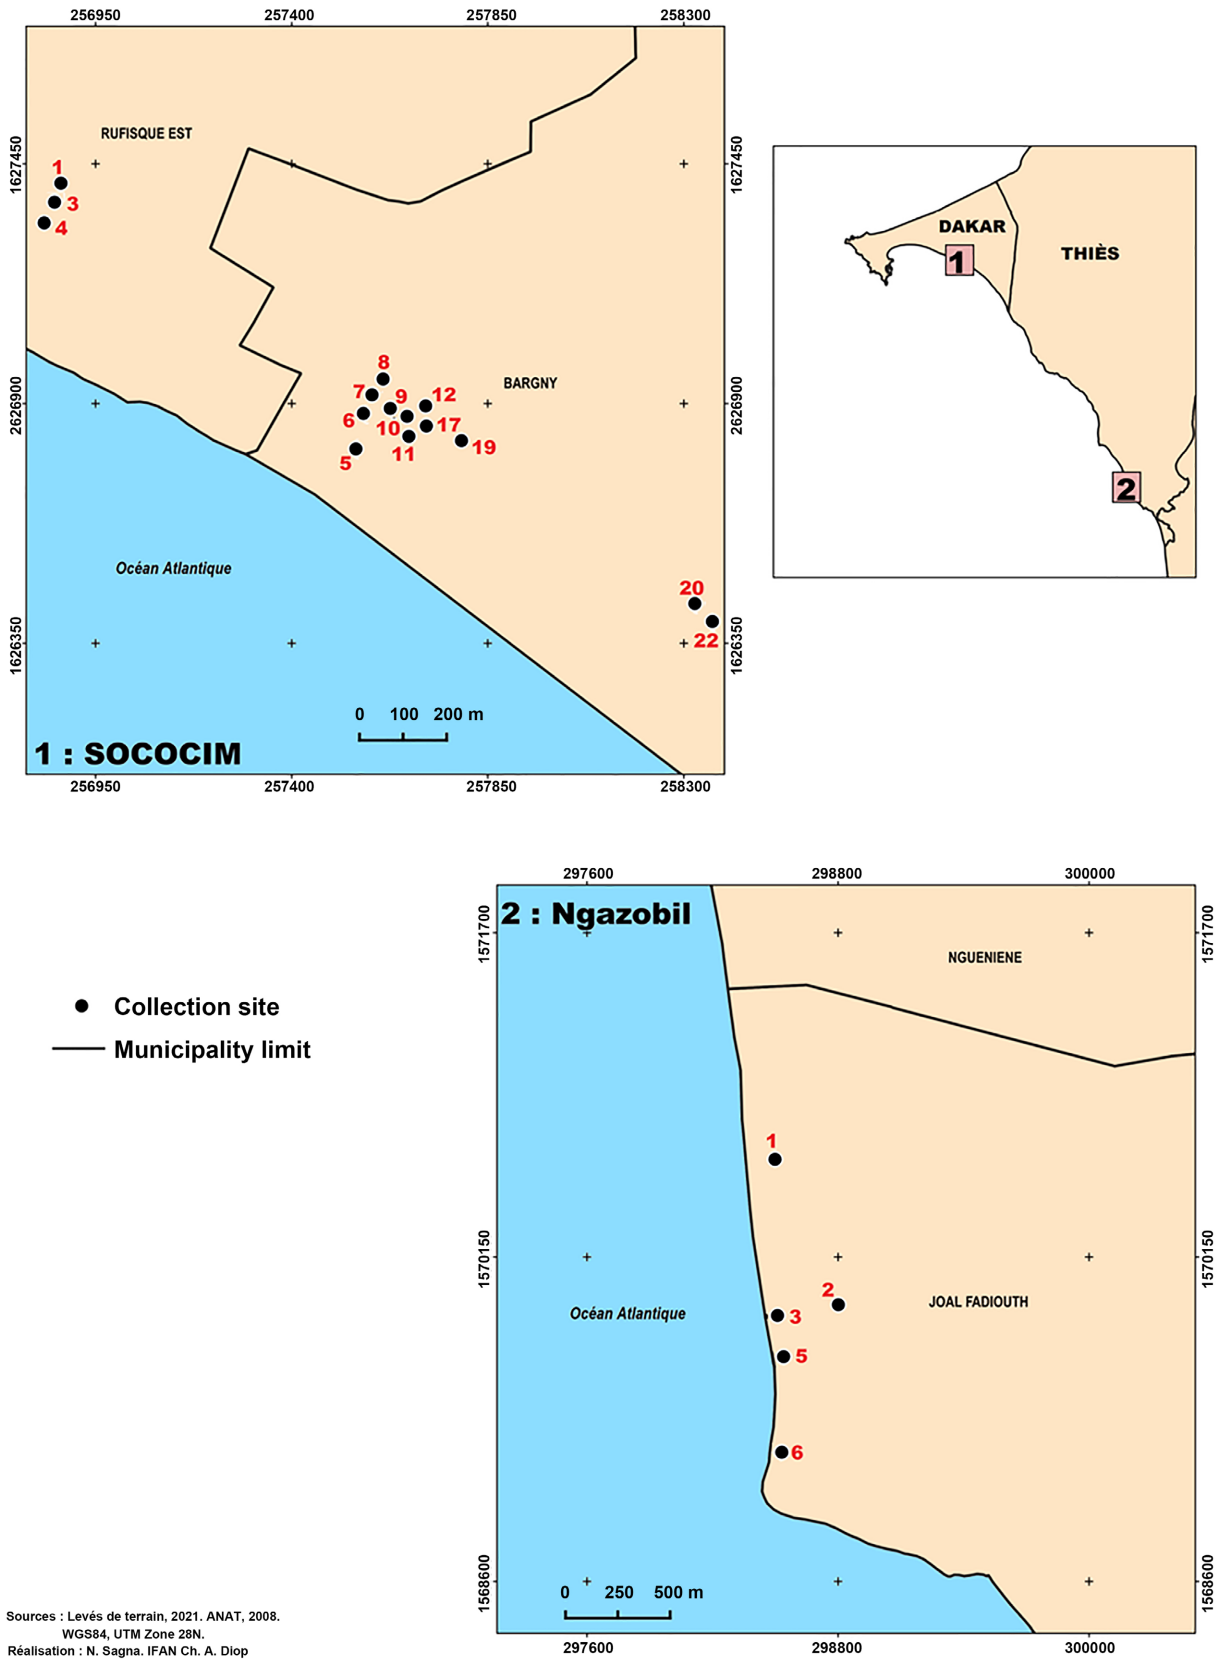 256950 257400 257850 258300
RUFISQUE EST
1627450 1627450
1
3
4
8
7
9
12
BARGNY
2626900 2626900
6
10
17
11
19
5
Océan Atlantique
20
22
1626350 1626350
0 100 200 m
1 : SOCOCIM
256950 257400 257850 258300
DAKAR
THIÈS
1
2
297600 298800 300000
2 : Ngazobil
1571700 1571700
NGUENIENE
Collection site
Municipality limit
1
1570150 1570150
2
JOAL FADIOUTH
Océan Atlantique
3
5
6
1568600 1568600
0 250 500 m
297600 298800 300000
Sources : Levés de terrain, 2021. ANAT, 2008.
WGS84, UTM Zone 28N.
Réalisation : N. Sagna. IFAN Ch. A. Diop